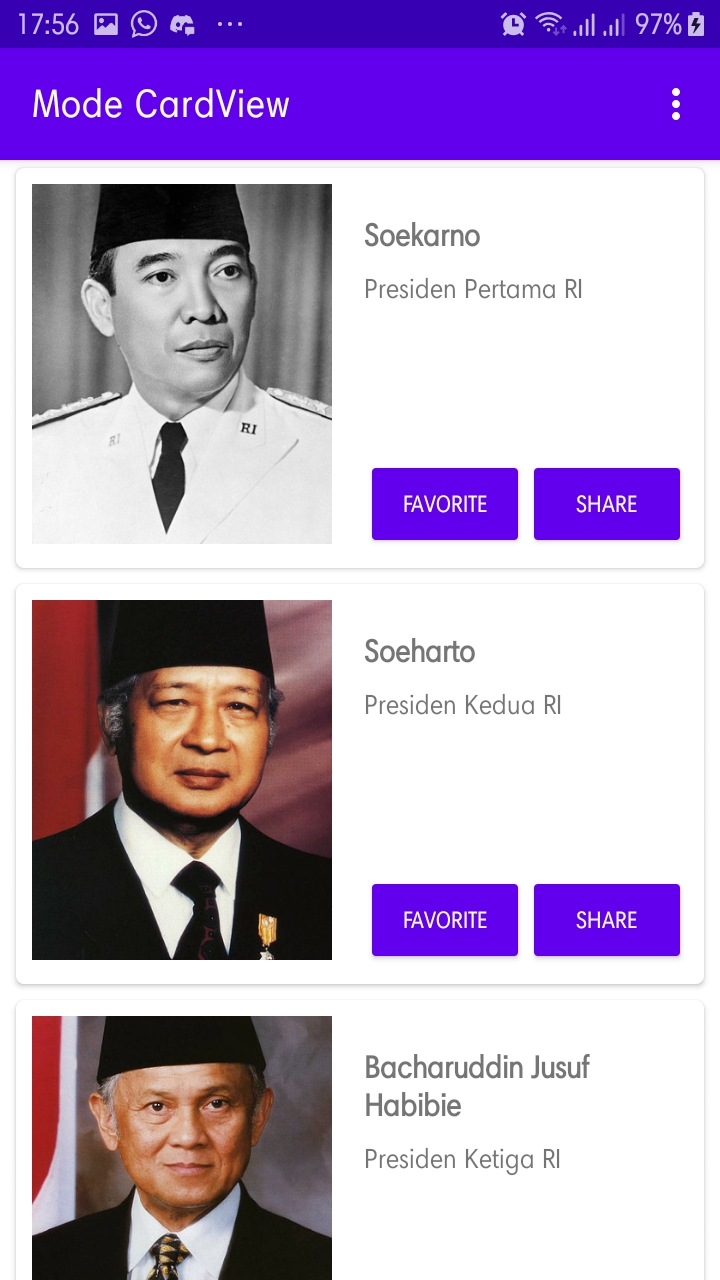 17:56 97%
Mode CardView
Soekarno
Presiden Pertama RI
RI
RI
FAVORITE SHARE
Soeharto
Presiden Kedua RI
FAVORITE SHARE
Bacharuddin Jusuf
Habibie
Presiden Ketiga RI